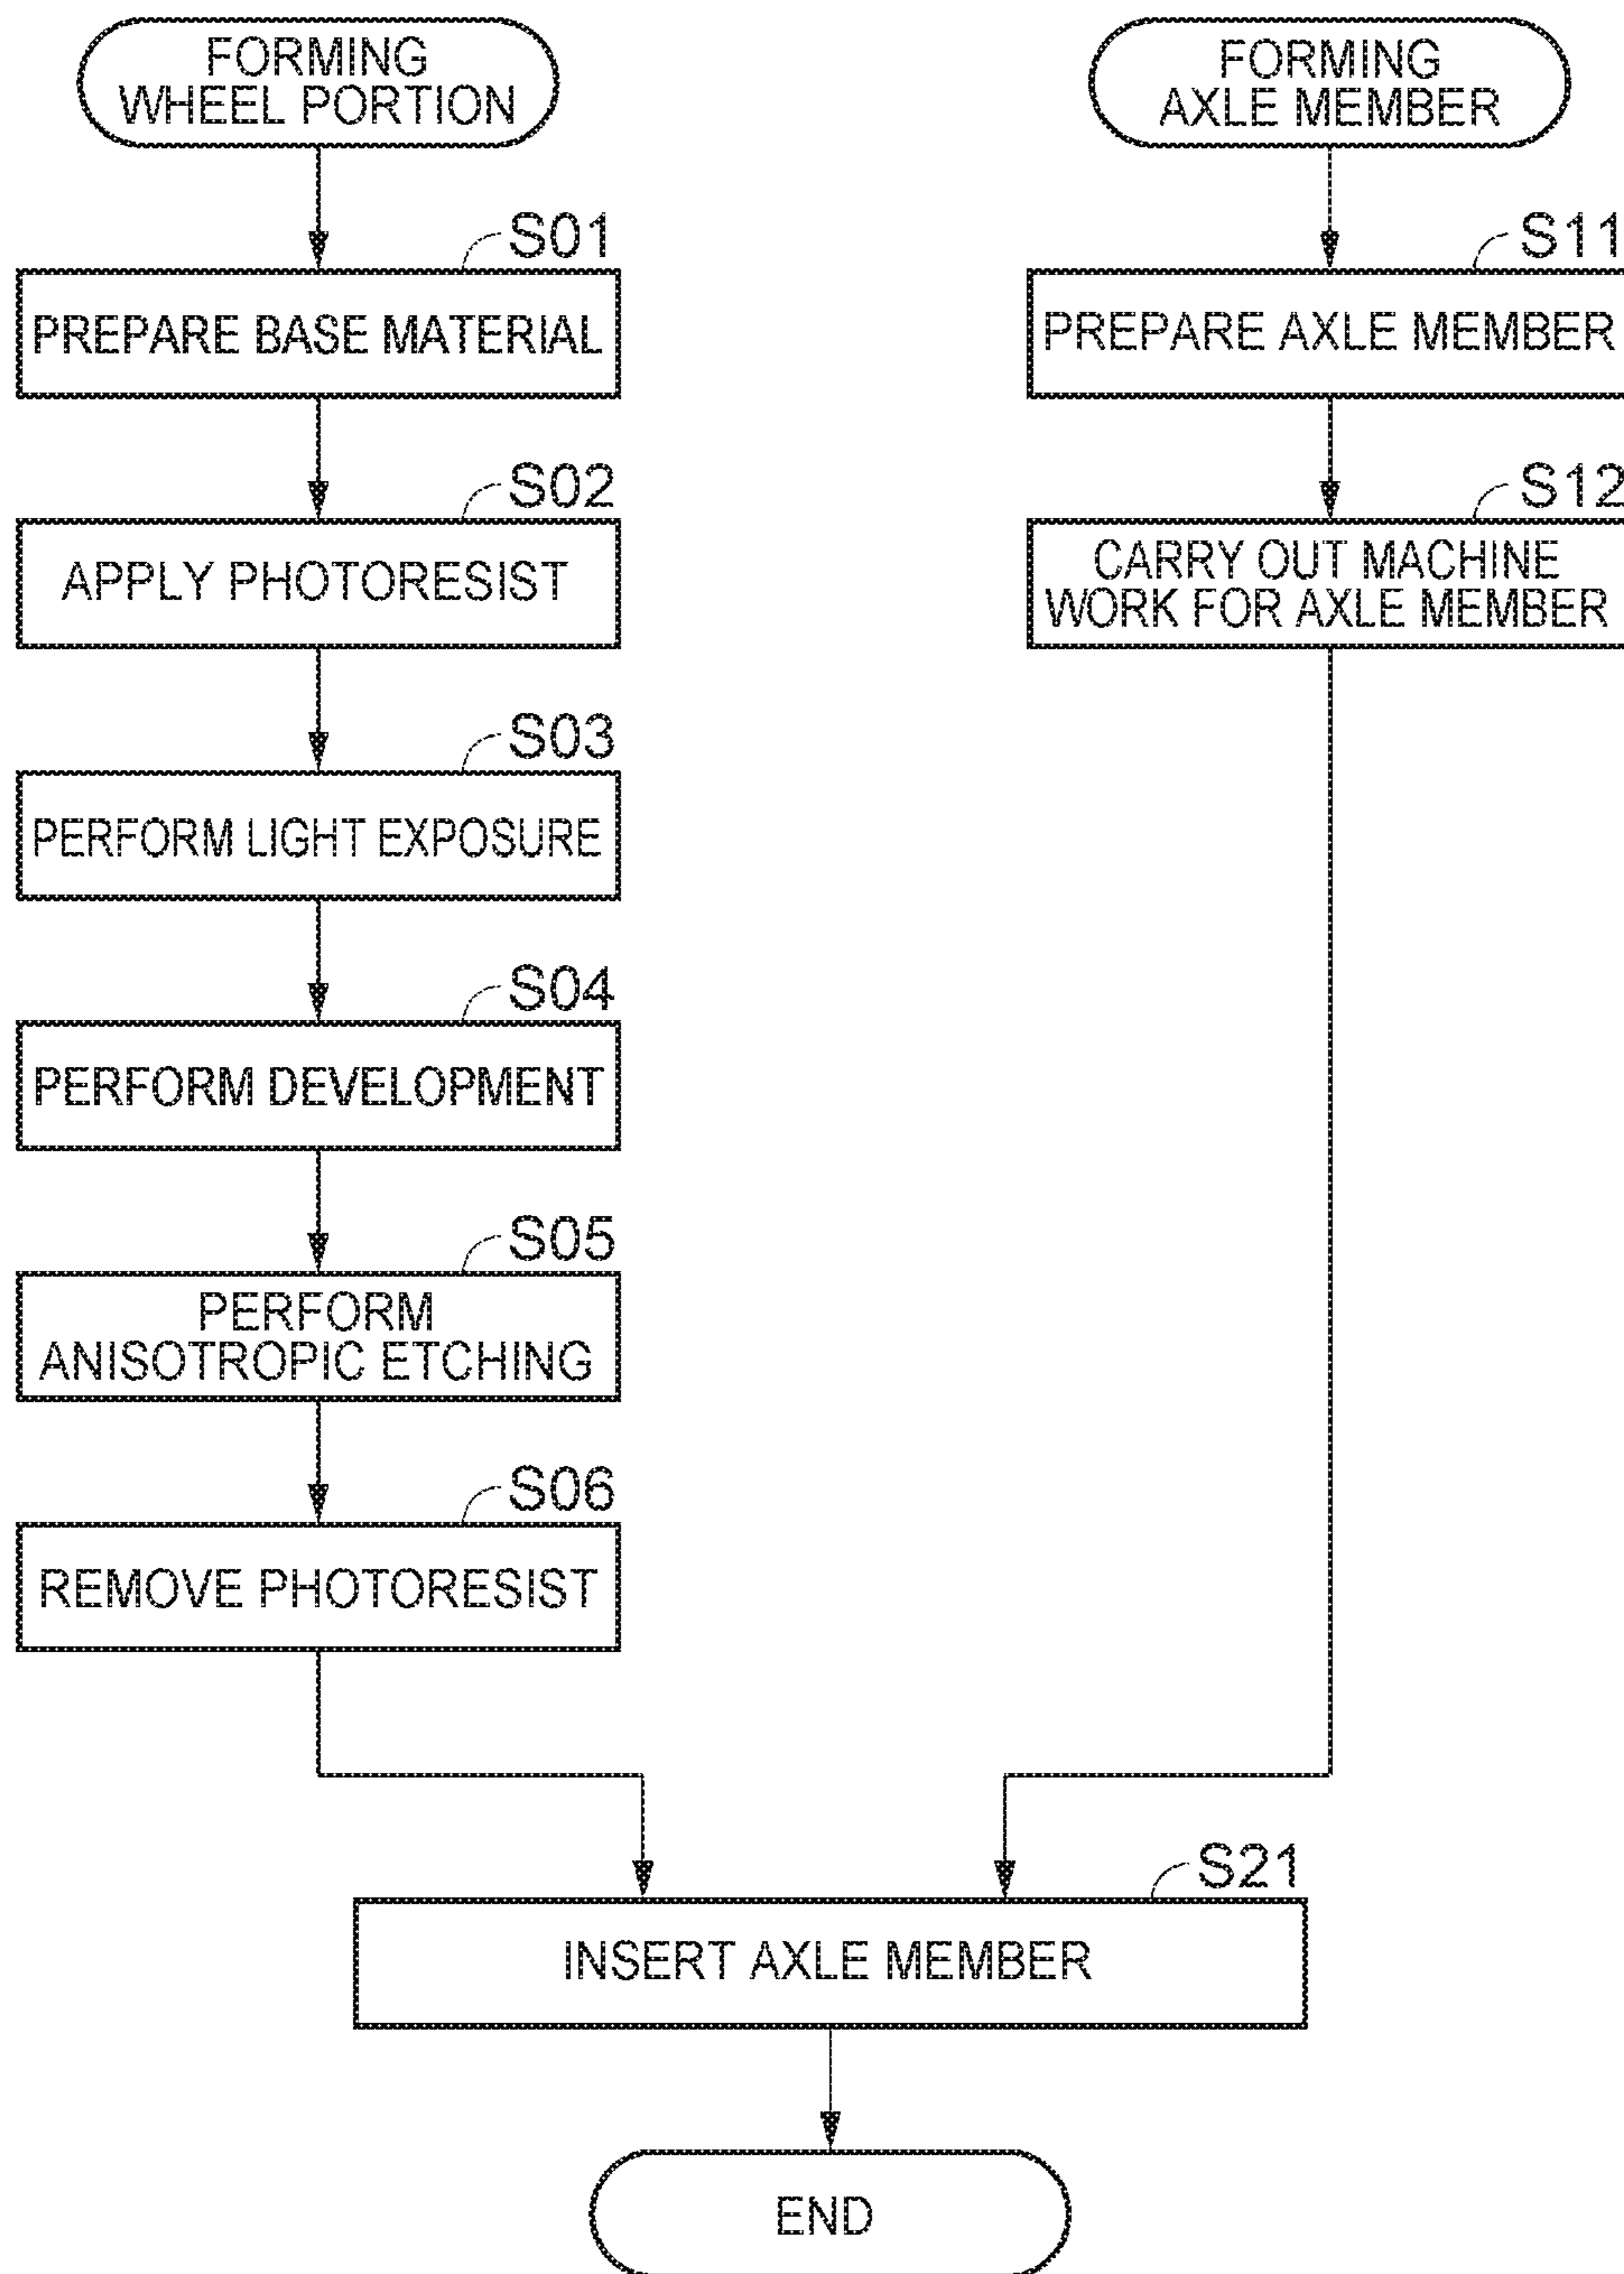 FORMING
WHEEL PORTION
S01
PREPARE BASE MATERIAL
S02
APPLY PHOTORESIST
S03
PERFORM LIGHT EXPOSURE
S04
PERFORM DEVELOPMENT
S05
PERFORM
ANISOTROPIC ETCHING
S06
REMOVE PHOTORESIST
FORMING
AXLE MEMBER
S11
PREPARE AXLE MEMBER
S12
CARRY OUT MACHINE
WORK FOR AXLE MEMBER
S21
INSERT AXLE MEMBER
END